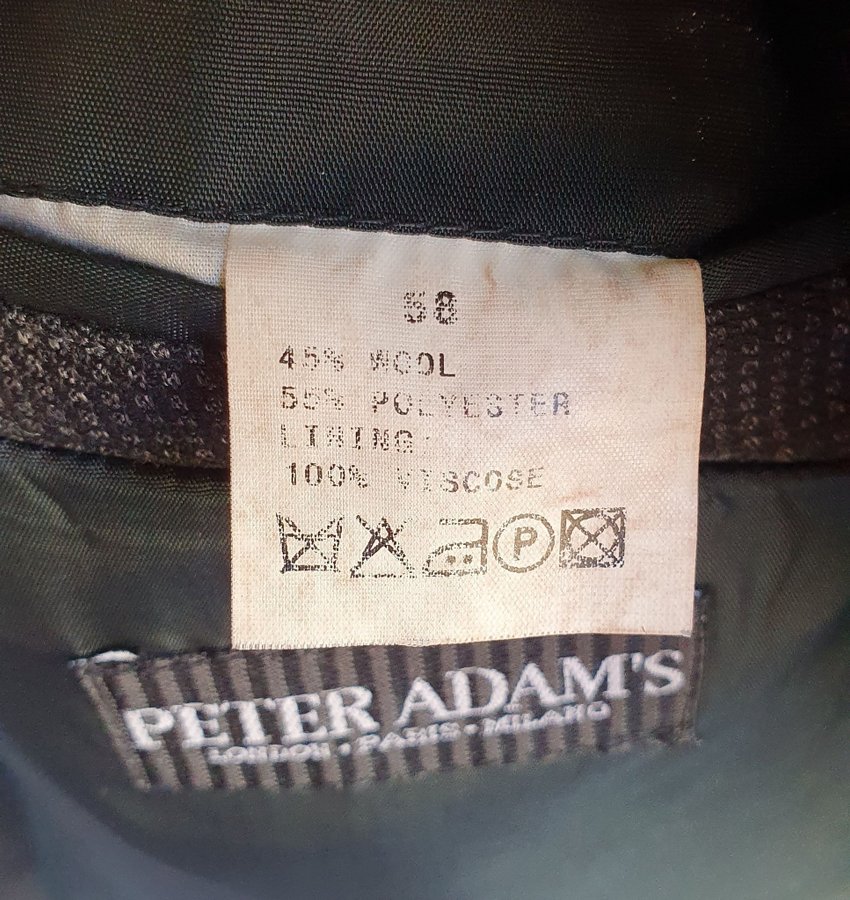 58
45% WOOL
55% POLYESTER
LINING:
100% VISCOSE
P
PETER ADAM'S
LONDON · PARIS · MILANO